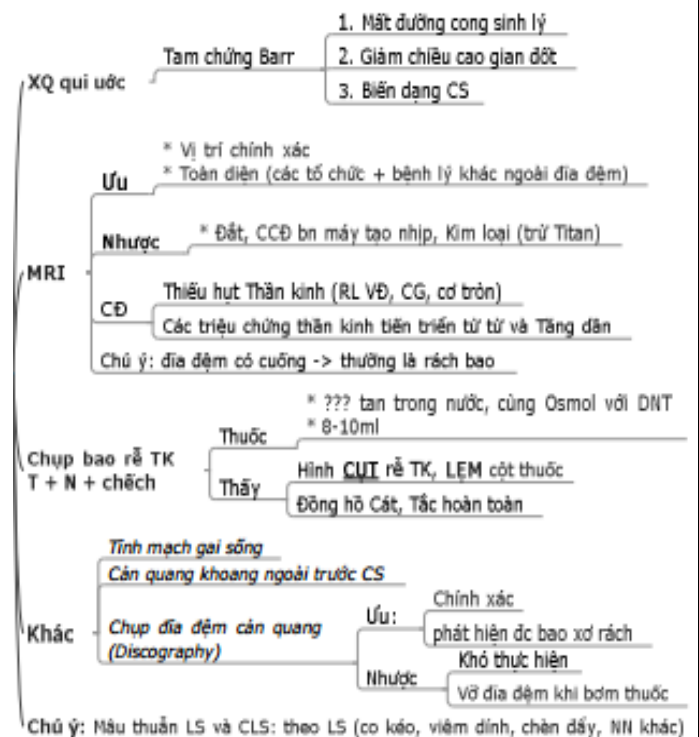 XQ qui ước
Tam chứng Barr
1. Mất đường cong sinh lý
2. Giảm chiều cao gian đốt
3. Biến dạng CS
MRI
Ưu
* Vị trí chính xác
* Toàn diện (các tổ chức + bệnh lý khác ngoài đĩa đệm)
Nhược
* Đắt, CCĐ bn máy tạo nhịp, Kim loại (trừ Titan)
CĐ
Thiếu hụt Thần kinh (RL VĐ, CG, cơ tròn)
Các triệu chứng thần kinh tiến triển từ từ và Tăng dần
Chú ý: đĩa đệm có cuống -> thường là rách bao
Chụp bao rễ TK
T + N + chếch
Thuốc
* ??? tan trong nước, cùng Osmol với DNT
* 8-10ml
Thấy
Hình CỤT rễ TK, LẸM cột thuốc
Đồng hồ Cát, Tắc hoàn toàn
Khác
Tĩnh mạch gai sống
Cản quang khoang ngoài trước CS
Chụp đĩa đệm cản quang
(Discography)
Ưu:
Chính xác
phát hiện đc bao xơ rách
Nhược
Khó thực hiện
Vỡ đĩa đệm khi bơm thuốc
Chú ý: Mâu thuẫn LS và CLS: theo LS (co kéo, viêm dính, chèn đẩy, NN khác)